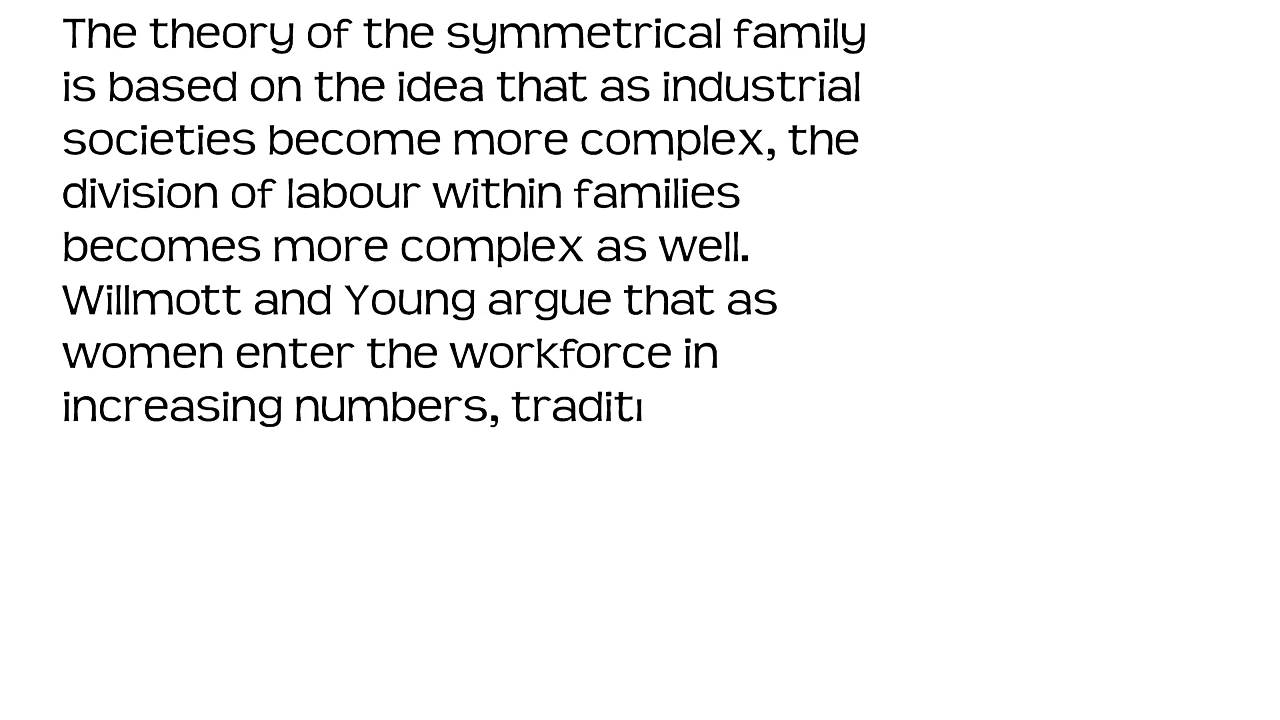 The theory of the symmetrical family
is based on the idea that as industrial
societies become more complex, the
division of labour within families
becomes more complex as well.
Willmott and Young argue that as
women enter the workforce in
increasing numbers, traditı